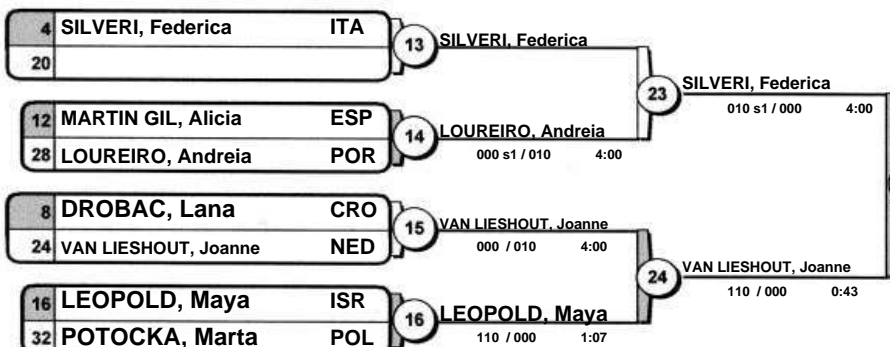 4 SILVERI, Federica ITA
20
13 SILVERI, Federica
12 MARTIN GIL, Alicia ESP
28 LOUREIRO, Andreia POR
14 LOUREIRO, Andreia
000 s1 / 010 4:00
23 SILVERI, Federica
010 s1 / 000 4:00
8 DROBAC, Lana CRO
24 VAN LIESHOUT, Joanne NED
15 VAN LIESHOUT, Joanne
000 / 010 4:00
16 LEOPOLD, Maya ISR
32 POTOCKA, Marta POL
16 LEOPOLD, Maya
110 / 000 1:07
24 VAN LIESHOUT, Joanne
110 / 000 0:43